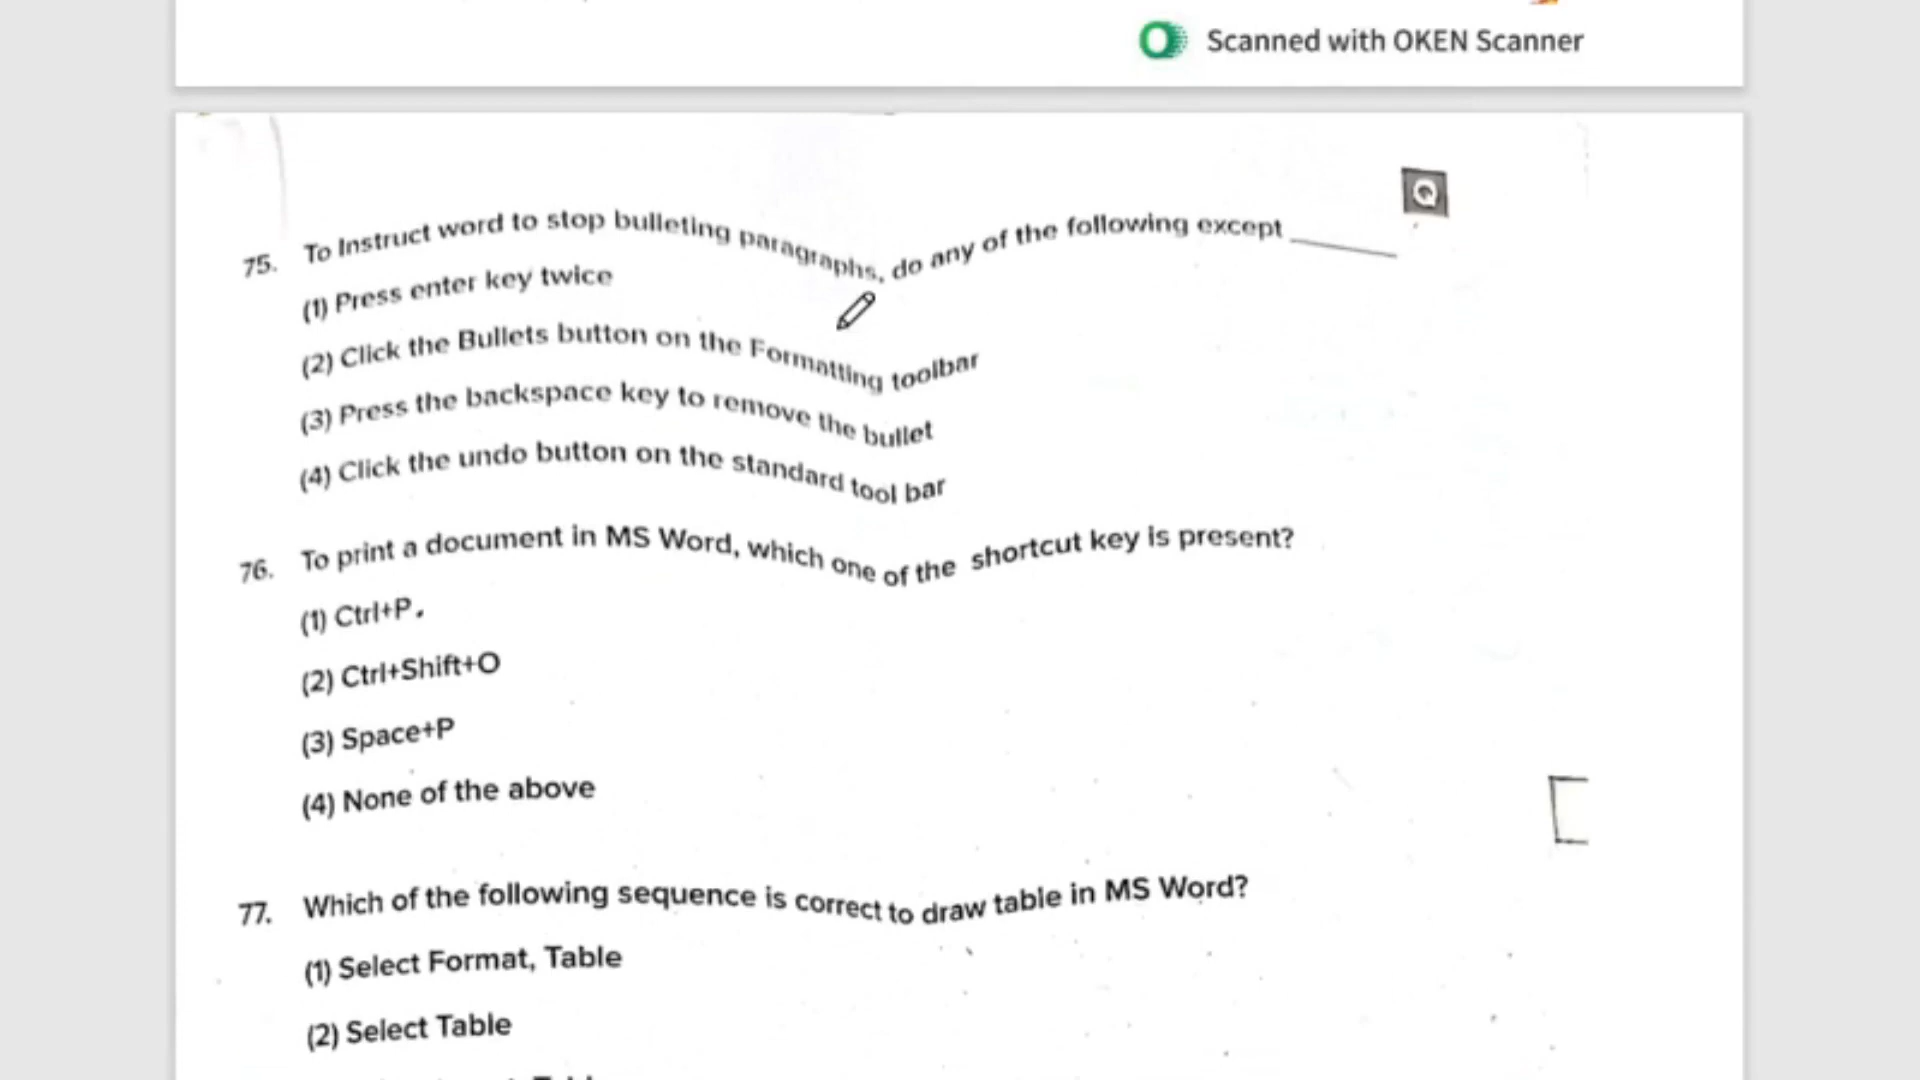 Scanned with OKEN Scanner
Q
75. To Instruct word to stop bulleting paragraphs, do any of the following except ______
(1) Press enter key twice
(2) Click the Bullets button on the Formatting toolbar
(3) Press the backspace key to remove the bullet
(4) Click the undo button on the standard tool bar
76. To print a document in MS Word, which one of the shortcut key is present?
(1) Ctrl+P.
(2) Ctrl+Shift+O
(3) Space+P
(4) None of the above
77. Which of the following sequence is correct to draw table in MS Word?
(1) Select Format, Table
(2) Select Table